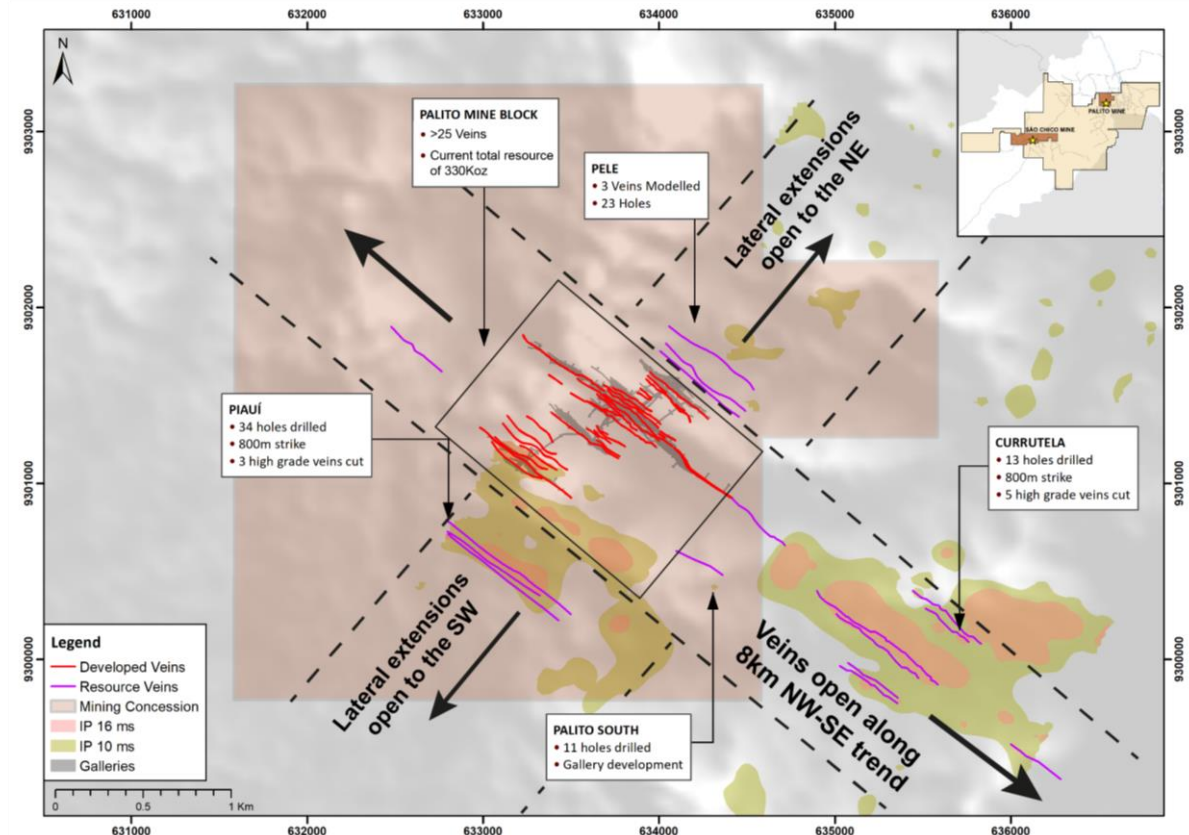 631000
632000
633000
634000
635000
636000
N
9303000
9302000
9301000
9300000
9303000
9302000
9301000
9300000
PALITO MINE BLOCK
• >25 Veins
• Current total resource
of 330Koz
PELE
• 3 Veins Modelled
• 23 Holes
Lateral extensions
open to the NE
PALITO MINE
SÃO CHICO MINE
PIAUÍ
• 34 holes drilled
• 800m strike
• 3 high grade veins cut
CURRUTELA
• 13 holes drilled
• 800m strike
• 5 high grade veins cut
Lateral extensions
open to the SW
Veins open along
8km NW-SE trend
PALITO SOUTH
• 11 holes drilled
• Gallery development
Legend
Developed Veins
Resource Veins
Mining Concession
IP 16 ms
IP 10 ms
Galleries
0 0.5 1 Km
631000
632000
633000
634000
635000
636000